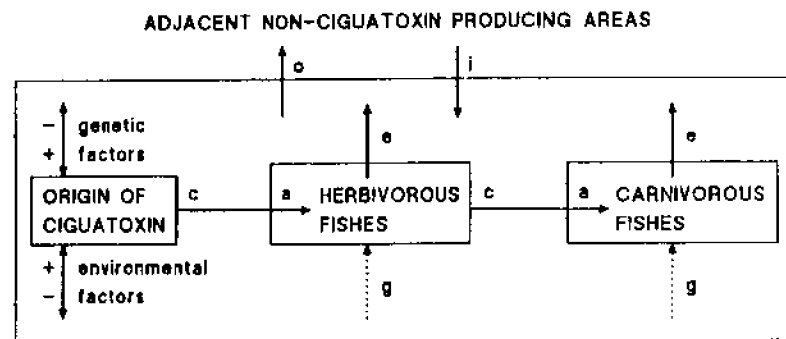 ADJACENT NON-CIGUATOXIN PRODUCING AREAS
o i
− genetic
+ factors
e e
ORIGIN OF CIGUATOXIN
c
a HERBIVOROUS FISHES
c
a CARNIVOROUS FISHES
+ environmental
− factors
g g